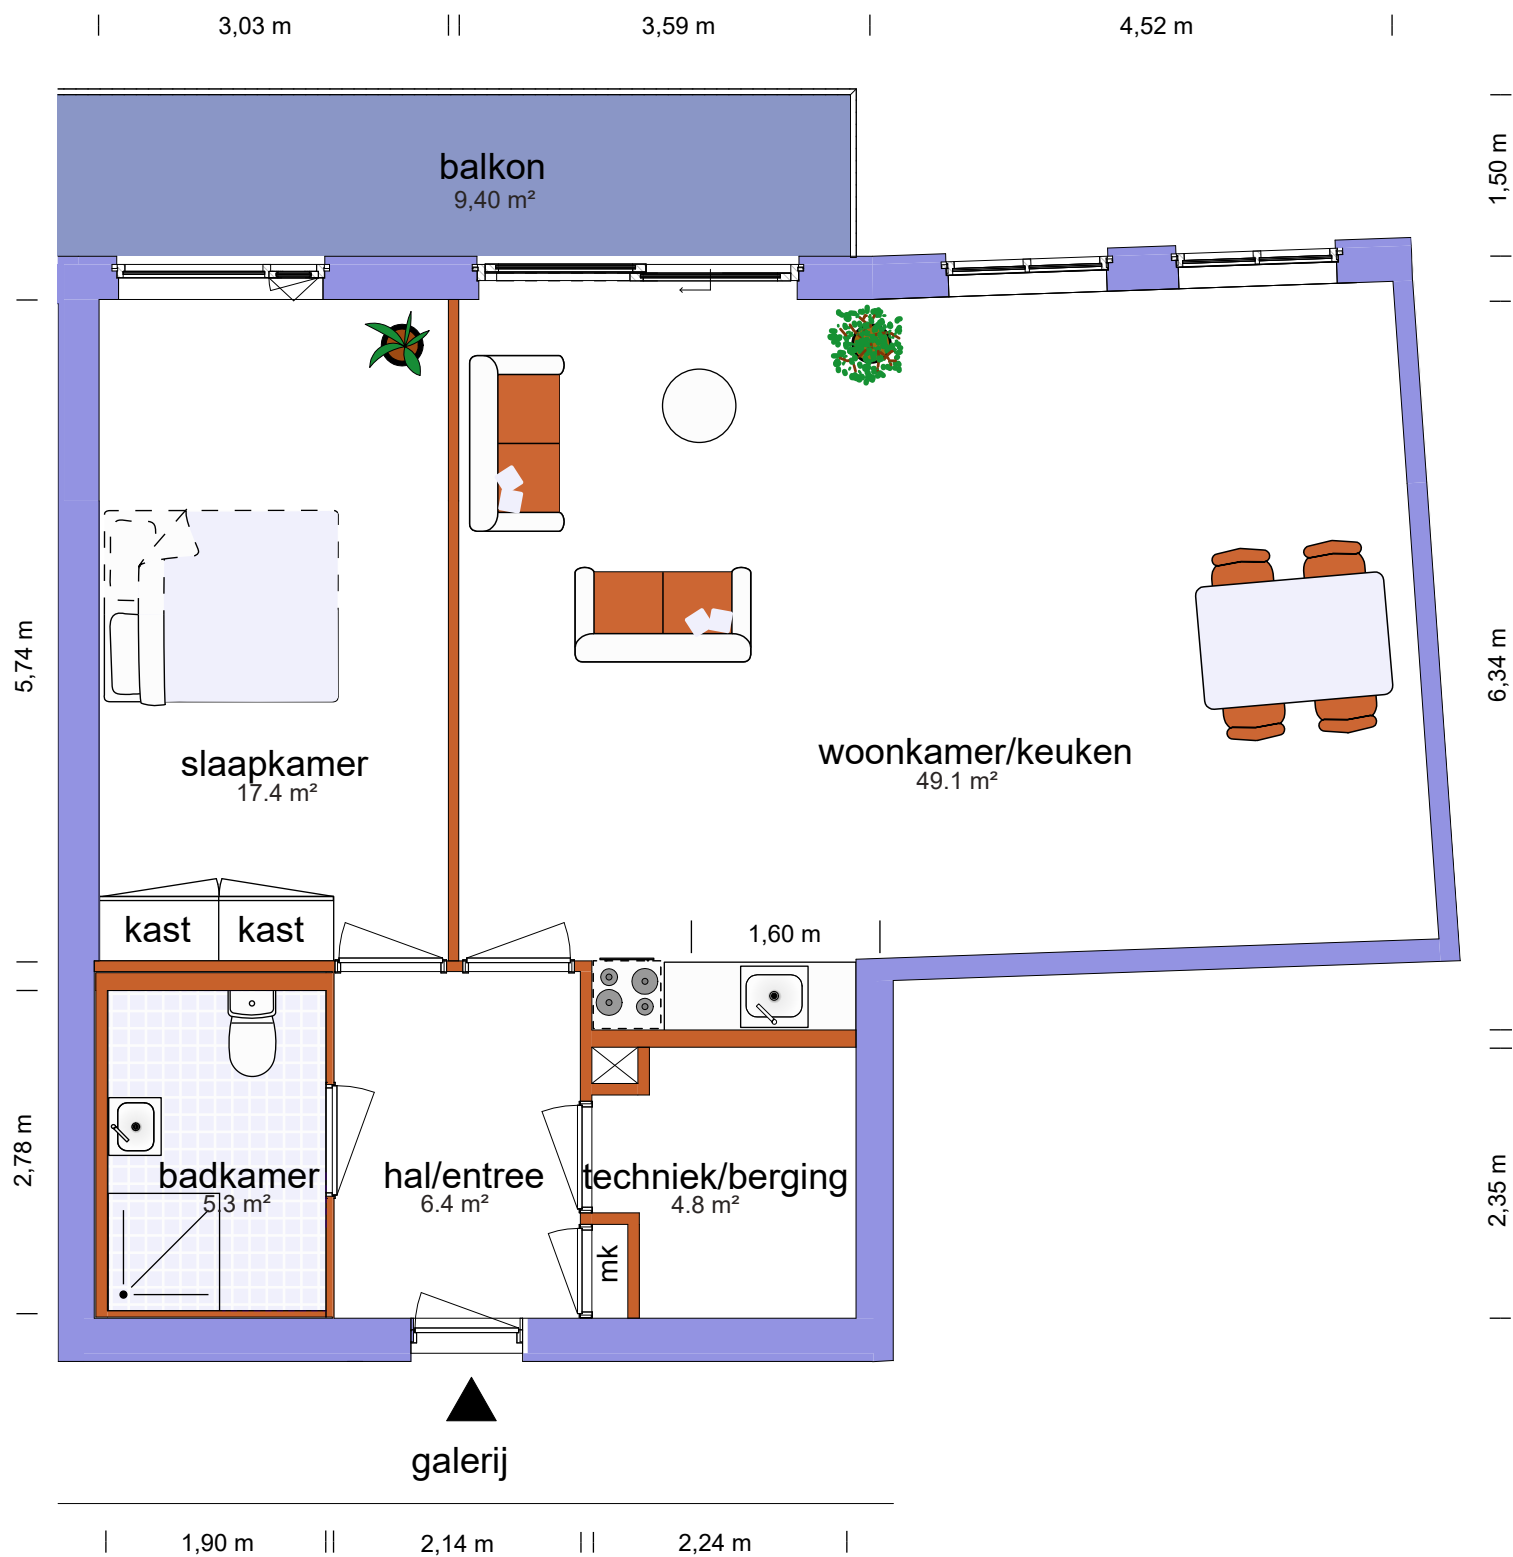 3,03 m
3,59 m
4,52 m
balkon
9,40 m²
1,50 m
5,74 m
6,34 m
slaapkamer
17.4 m²
woonkamer/keuken
49.1 m²
kast
kast
1,60 m
2,78 m
badkamer
5.3 m²
hal/entree
6.4 m²
techniek/berging
4.8 m²
mk
2,35 m
galerij
1,90 m
2,14 m
2,24 m